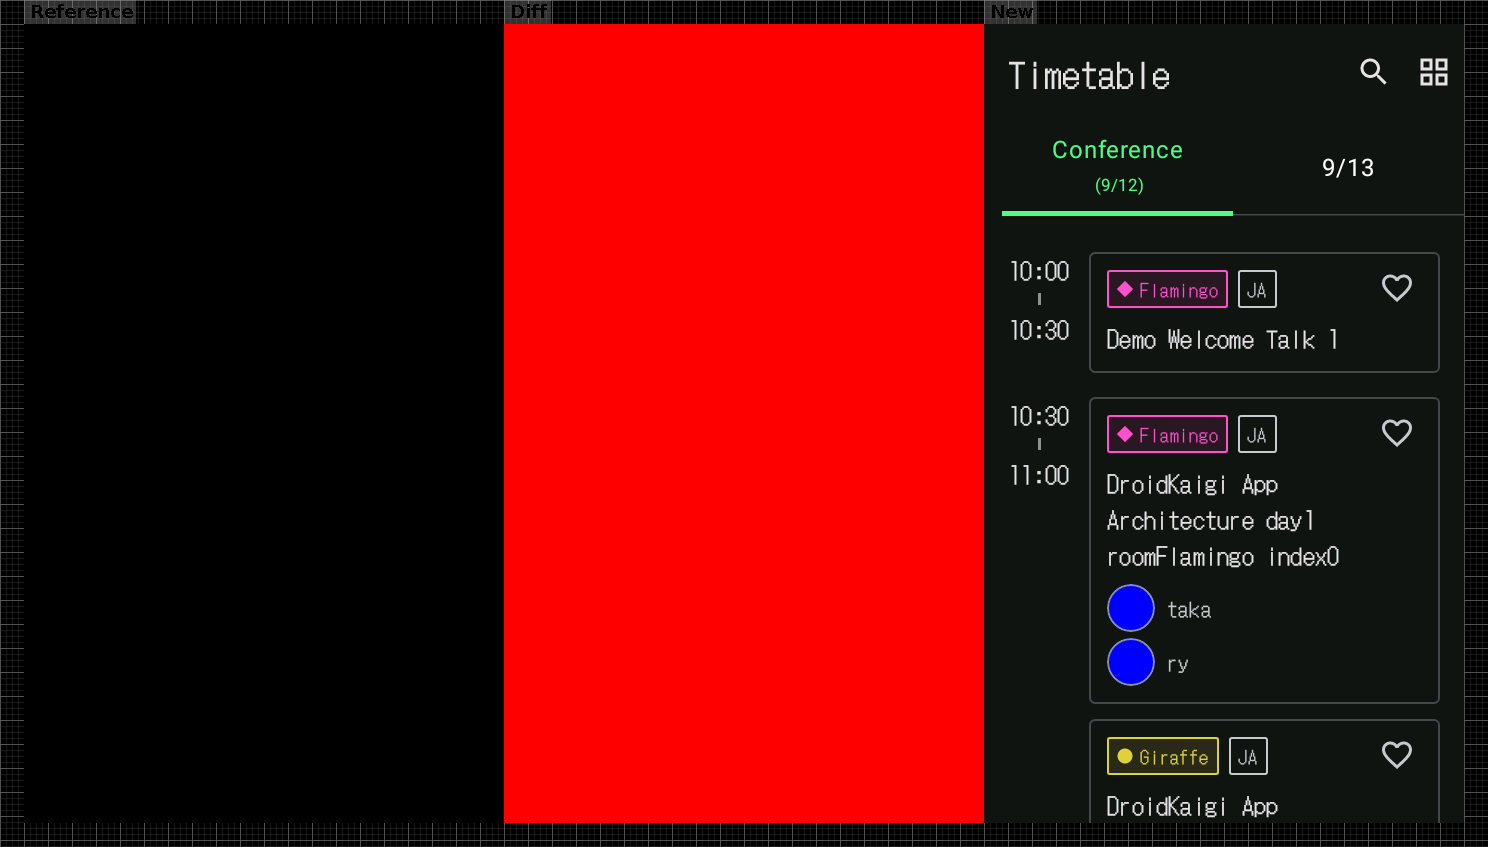 Reference
Diff
New
Timetable
Conference
(9/12)
9/13
10:00
10:30
Flamingo
JA
Demo Welcome Talk 1
10:30
11:00
Flamingo
JA
DroidKaigi App
Architecture day1
roomFlamingo index0
taka
ry
Giraffe
JA
DroidKaigi App